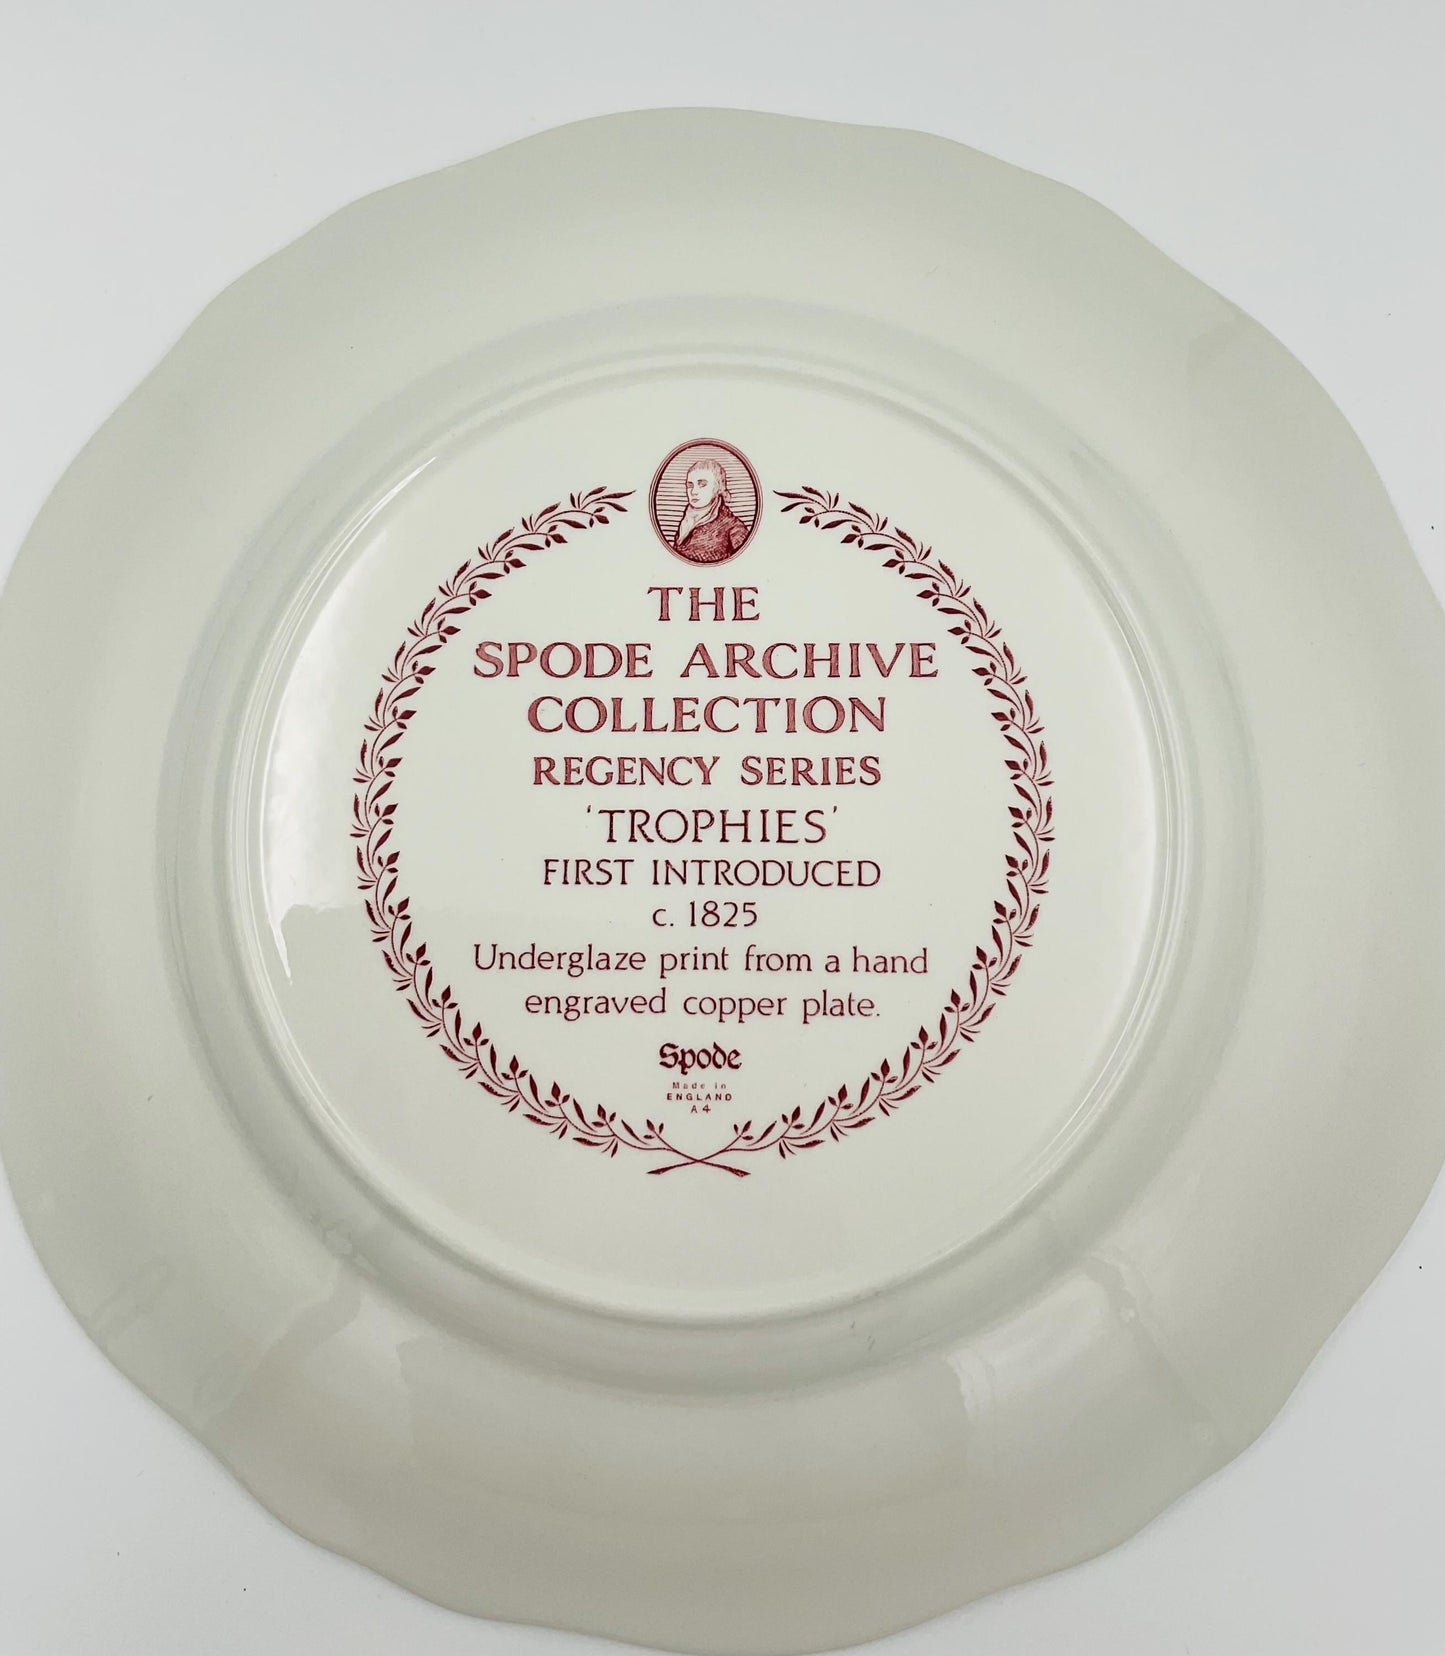 THE
SPODE ARCHIVE
COLLECTION
REGENCY SERIES
'TROPHIES'
FIRST INTRODUCED
c. 1825
Underglaze print from a hand
engraved copper plate.
Spode
Made in
ENGLAND
A 4